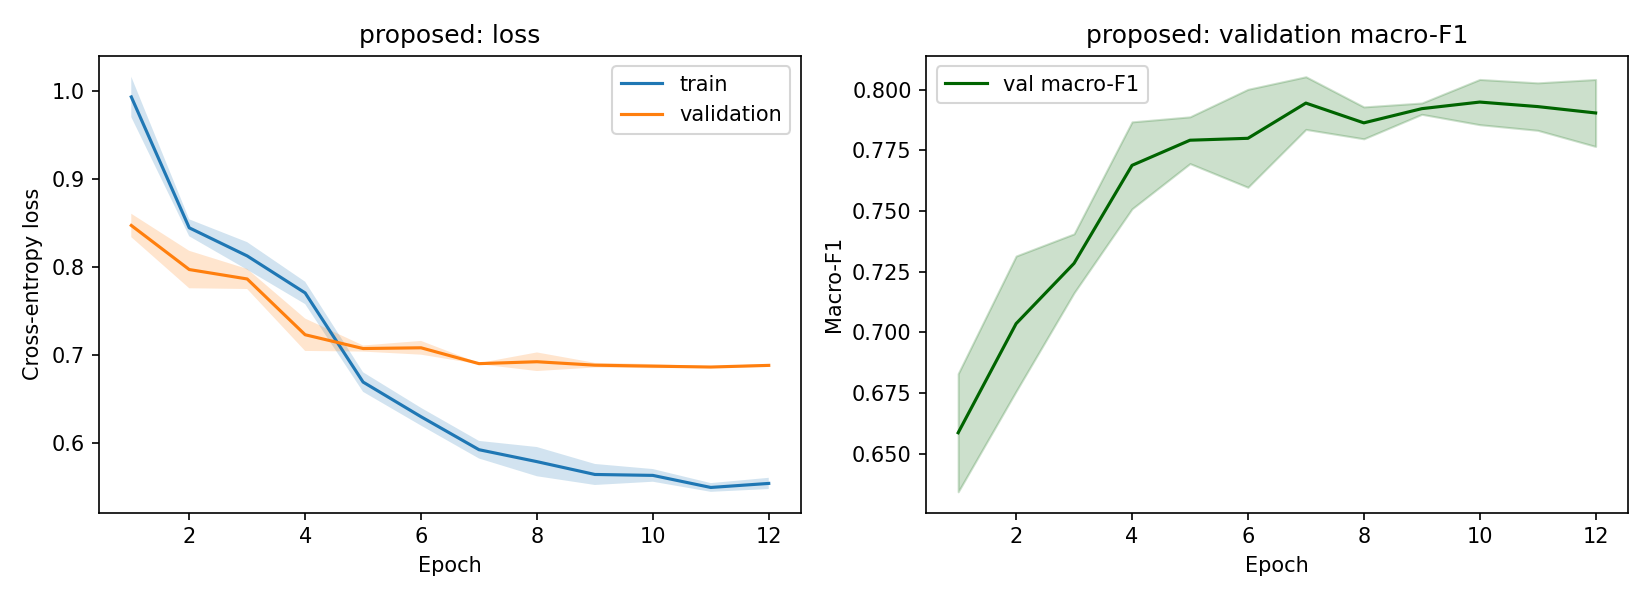 proposed: loss
train
validation
1.0
0.9
0.8
0.7
0.6
Cross-entropy loss
2 4 6 8 10 12
Epoch
proposed: validation macro-F1
val macro-F1
0.800
0.775
0.750
0.725
0.700
0.675
0.650
Macro-F1
2 4 6 8 10 12
Epoch